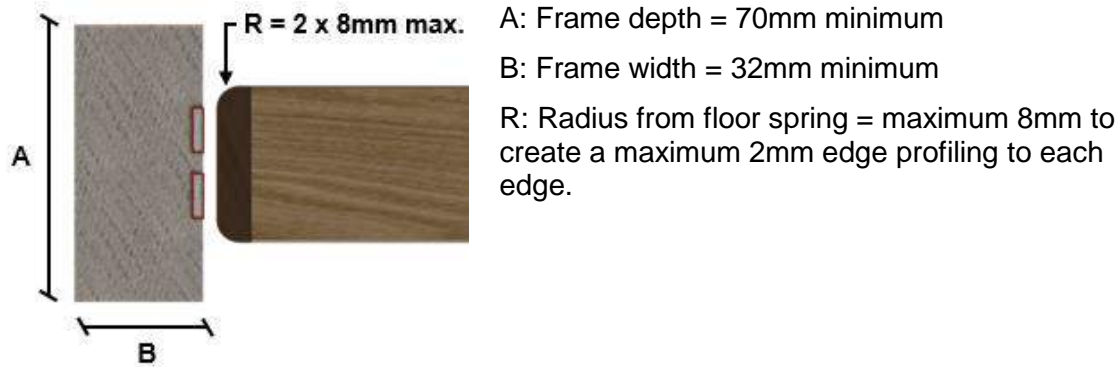 R = 2 x 8mm max.
A
B
A: Frame depth = 70mm minimum
B: Frame width = 32mm minimum
R: Radius from floor spring = maximum 8mm to
create a maximum 2mm edge profiling to each
edge.